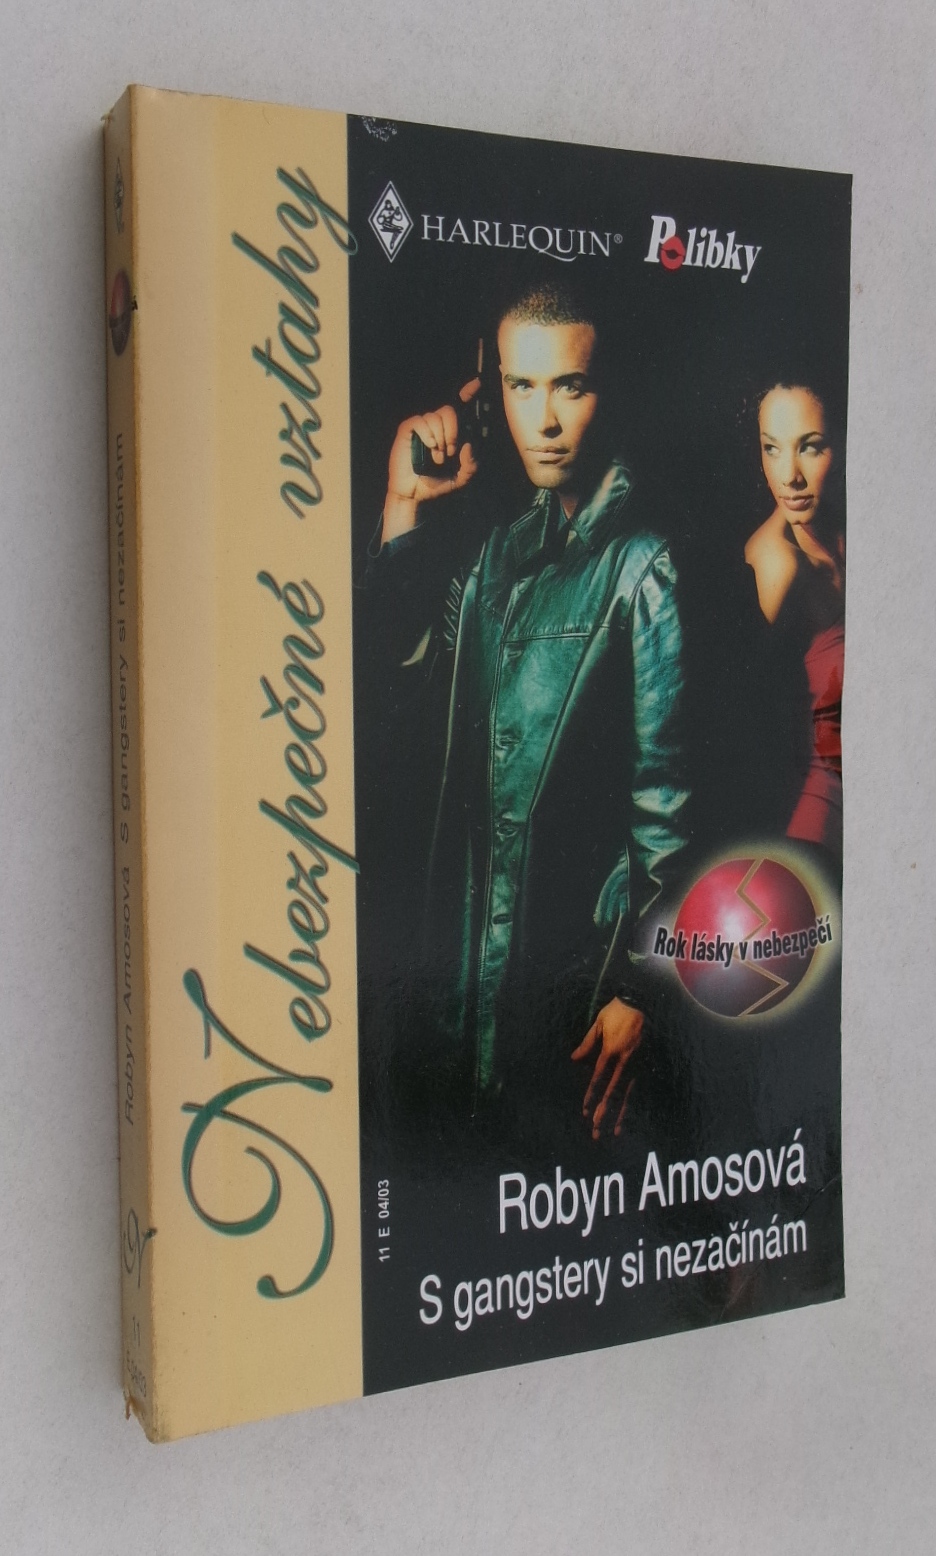 HARLEQUIN®
Polibky
Nebezpečné vztahy
Rok lásky v nebezpečí
11 E 04/03
Robyn Amosová
S gangstery si nezačínám
Robyn Amosová S gangstery si nezačínám
11